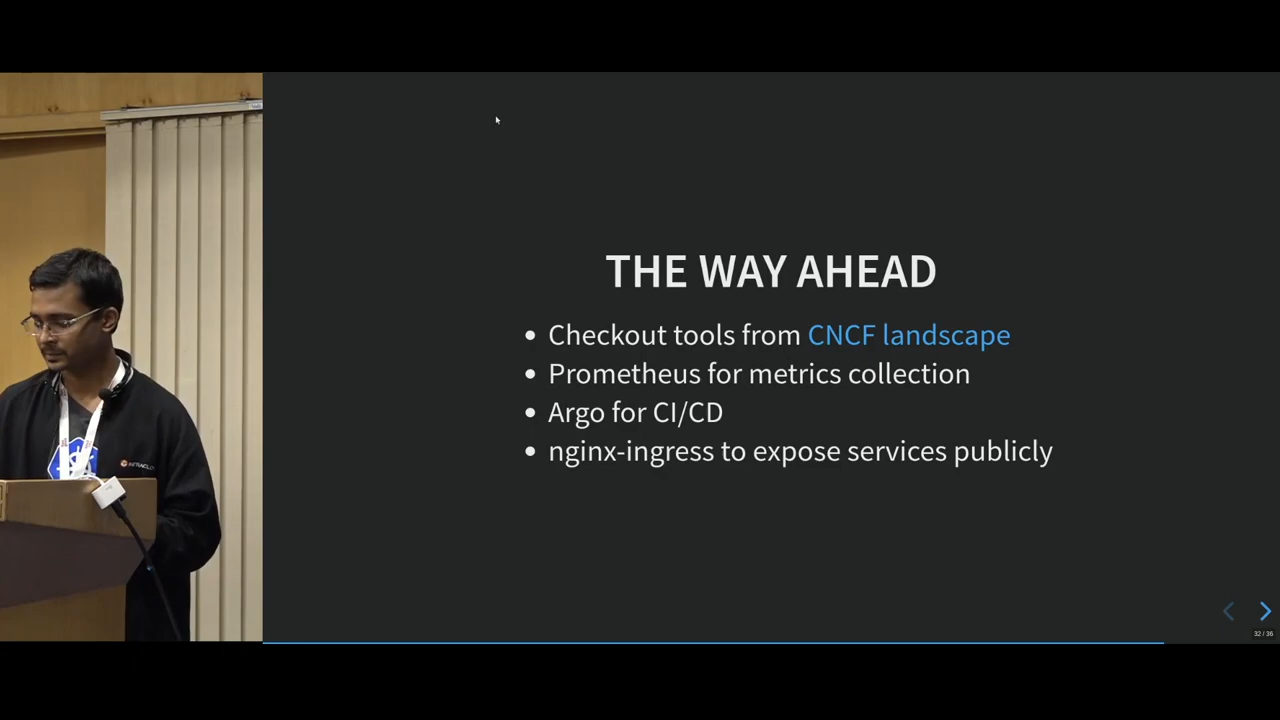 THE WAY AHEAD
Checkout tools from CNCF landscape
Prometheus for metrics collection
Argo for CI/CD
nginx-ingress to expose services publicly
32 / 36